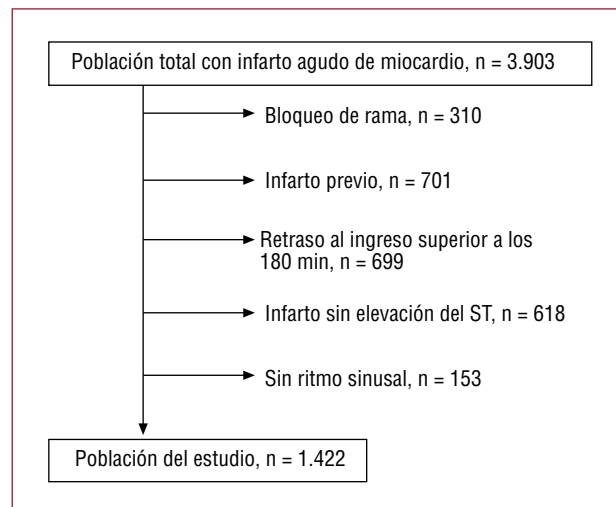 Población total con infarto agudo de miocardio, n = 3.903
Bloqueo de rama, n = 310
Infarto previo, n = 701
Retraso al ingreso superior a los
180 min, n = 699
Infarto sin elevación del ST, n = 618
Sin ritmo sinusal, n = 153
Población del estudio, n = 1.422